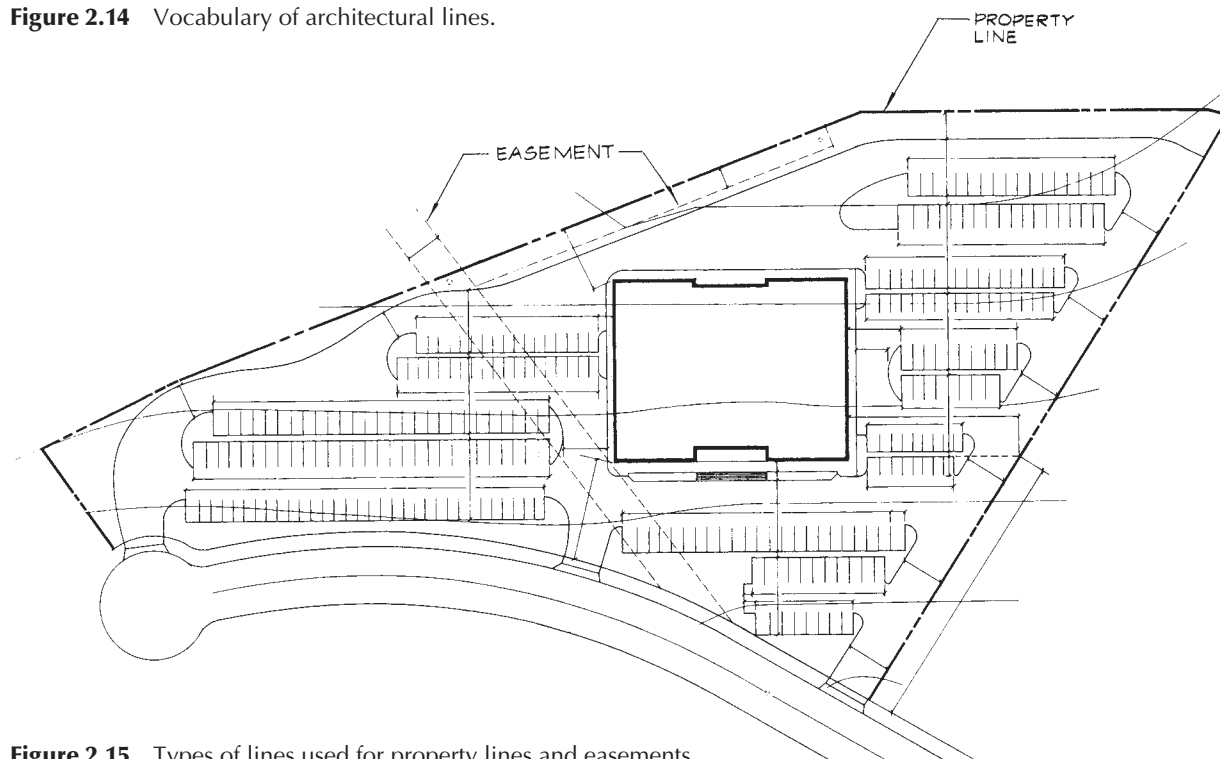 Figure 2.14 Vocabulary of architectural lines.
PROPERTY
LINE
EASEMENT
Figure 2.15 Types of lines used for property lines and easements